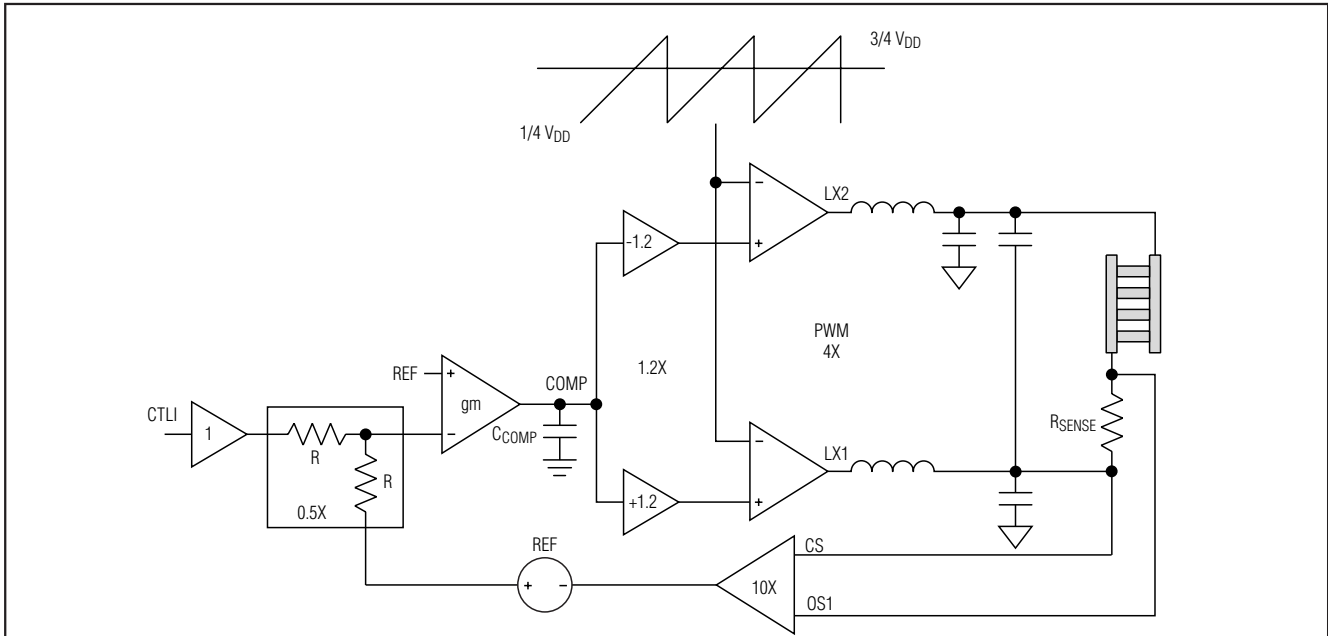 3/4 VDD
1/4 VDD
LX2
-1.2
PWM
4X
1.2X
REF
COMP
gm
CTLI
1
CCOMP
RSENSE
LX1
R
R
+1.2
0.5X
REF
CS
10X
OS1